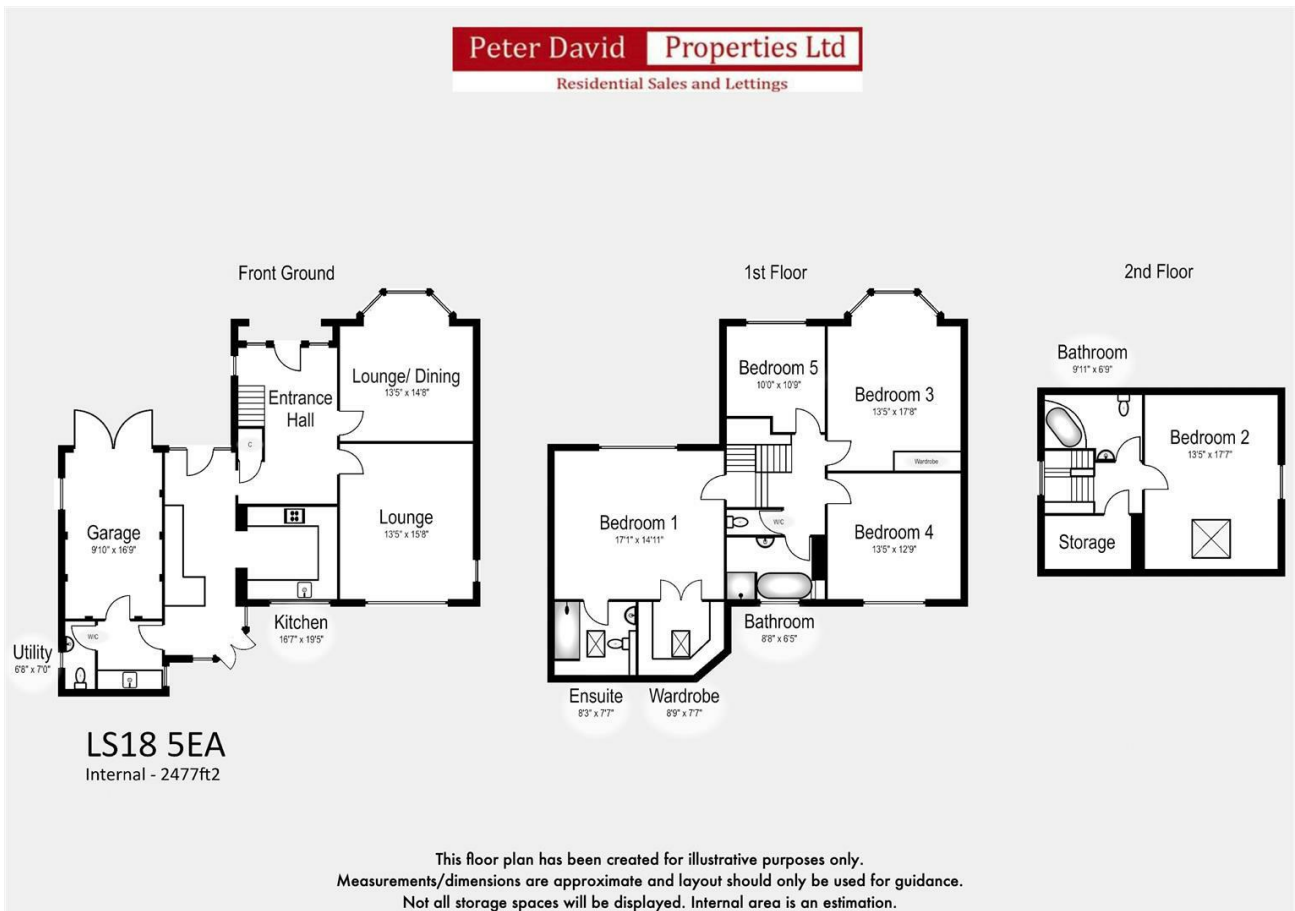 Peter David Properties Ltd
Residential Sales and Lettings
Front Ground
1st Floor
2nd Floor
Lounge/ Dining
13'5" x 14'8"
Entrance
Hall
C
Garage
9'10" x 16'9"
Lounge
13'5" x 15'8"
Kitchen
16'7" x 19'5"
W/C
Utility
6'8" x 7'0"
Bedroom 5
10'0" x 10'9"
Bedroom 3
13'5" x 17'8"
Wardrobe
Bedroom 1
17'1" x 14'11"
W/C
Bedroom 4
13'5" x 12'9"
Bathroom
8'8" x 6'5"
Ensuite
8'3" x 7'7"
Wardrobe
8'9" x 7'7"
Bathroom
9'11" x 6'9"
Bedroom 2
13'5" x 17'7"
Storage
LS18 5EA
Internal - 2477ft2
This floor plan has been created for illustrative purposes only.
Measurements/dimensions are approximate and layout should only be used for guidance.
Not all storage spaces will be displayed. Internal area is an estimation.